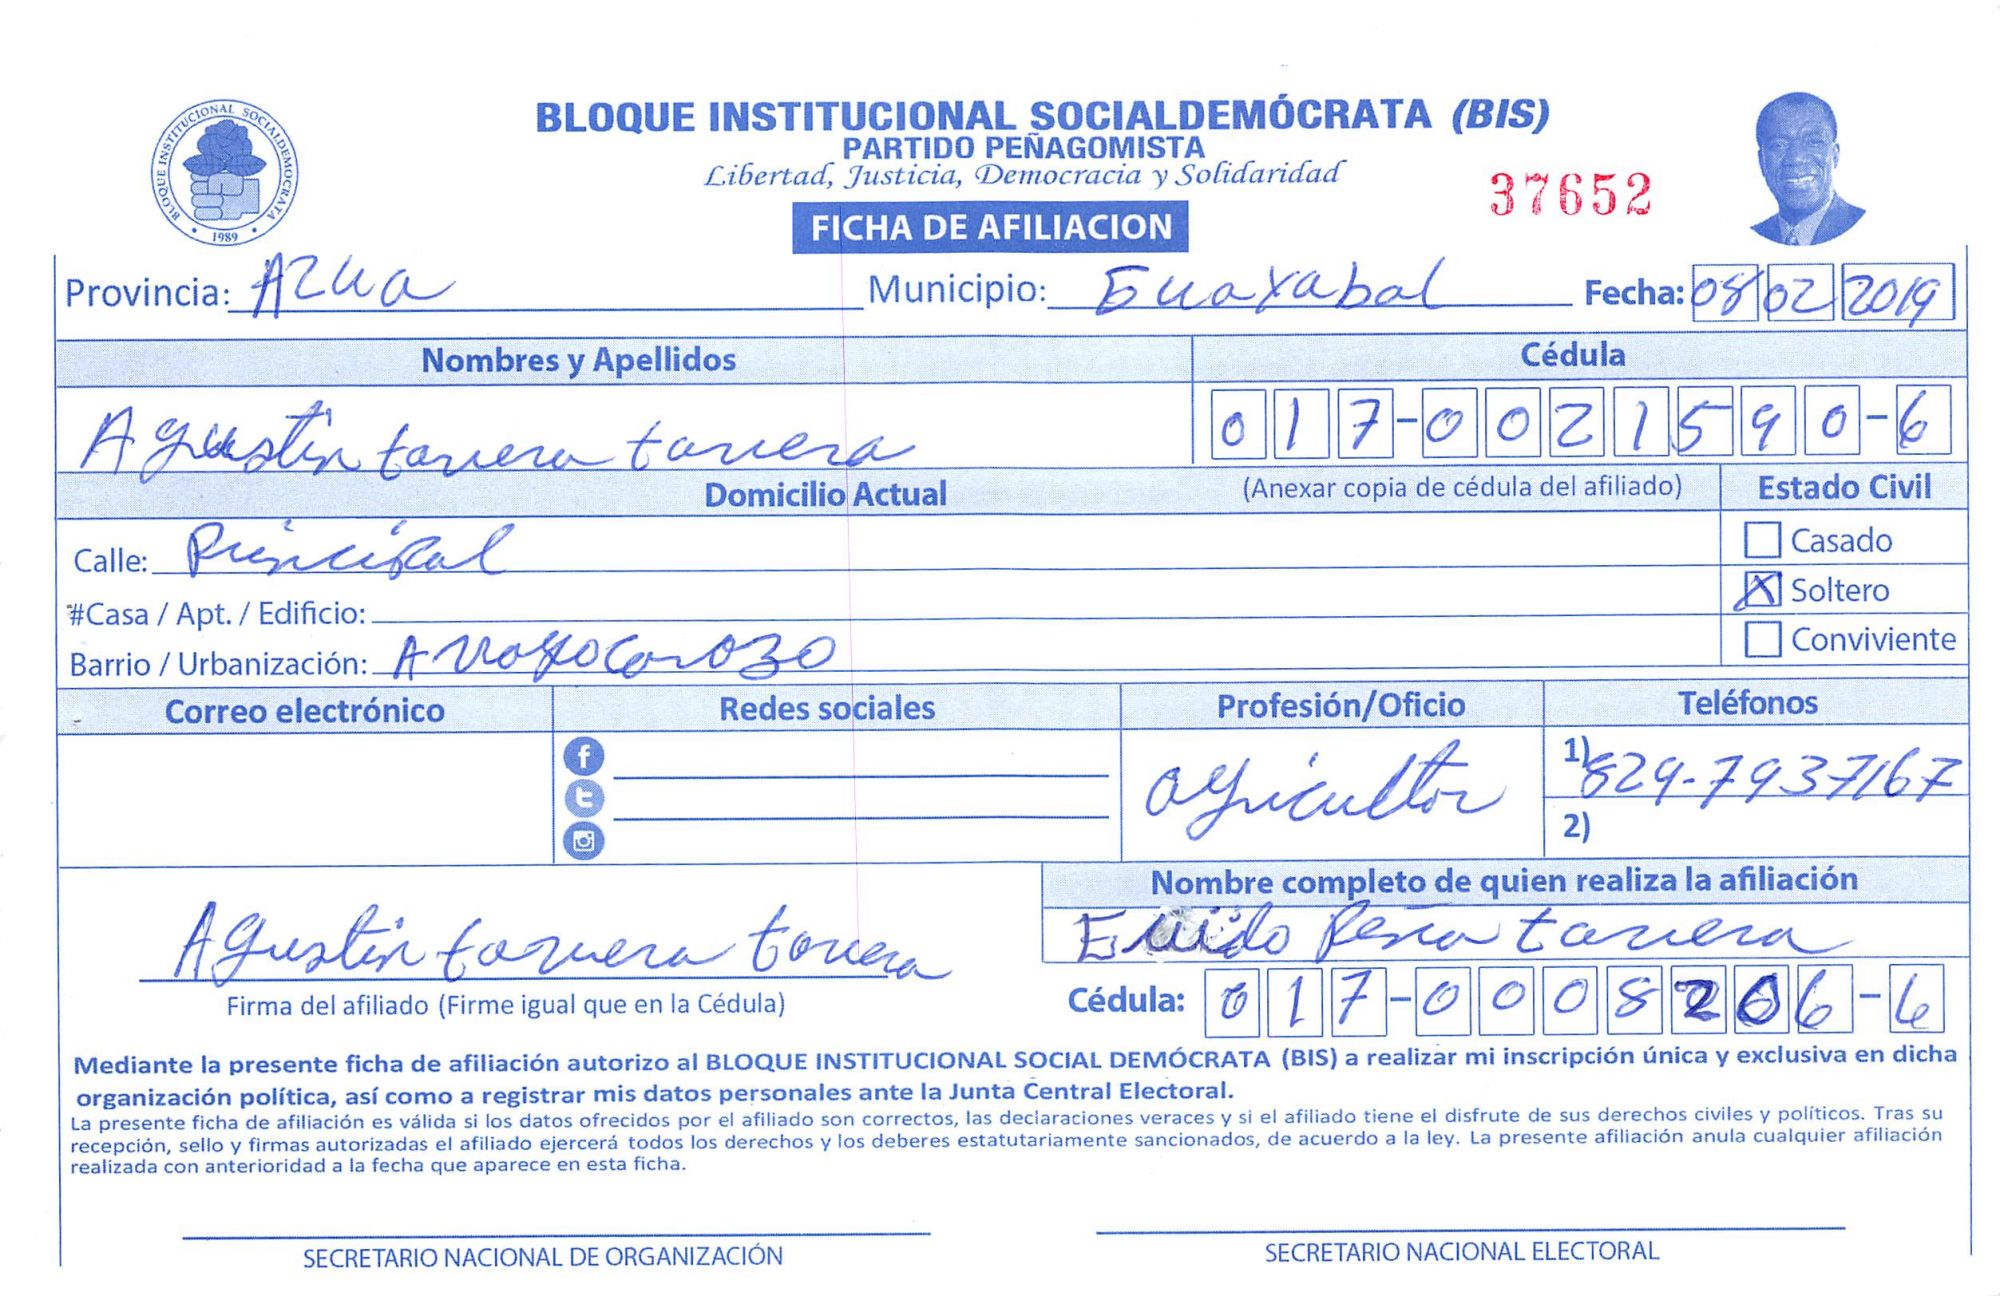 BLOQUE INSTITUCIONAL SOCIALDEMOCRATA
1989
BLOQUE INSTITUCIONAL SOCIALDEMÓCRATA (BIS)
PARTIDO PEÑAGOMISTA
Libertad, Justicia, Democracia y Solidaridad
37652
FICHA DE AFILIACION
Provincia: Azua Municipio: Guayabal Fecha: 08 02 2019
Nombres y Apellidos Cédula
Agustin tavera tavera 017-0021590-6
Domicilio Actual (Anexar copia de cédula del afiliado) Estado Civil
Calle: Principal
Casado
#Casa / Apt. / Edificio:
X Soltero
Barrio / Urbanización: Arroyo Corozo
Conviviente
Correo electrónico Redes sociales Profesión/Oficio Teléfonos
agricultor 1) 829-7937167
2)
Nombre completo de quien realiza la afiliación
Peña tavera
Agustin tavera tavera
Firma del afiliado (Firme igual que en la Cédula)
Cédula: 017-0008206-6
Mediante la presente ficha de afiliación autorizo al BLOQUE INSTITUCIONAL SOCIAL DEMÓCRATA (BIS) a realizar mi inscripción única y exclusiva en dicha
organización política, así como a registrar mis datos personales ante la Junta Central Electoral.
La presente ficha de afiliación es válida si los datos ofrecidos por el afiliado son correctos, las declaraciones veraces y si el afiliado tiene el disfrute de sus derechos civiles y políticos. Tras su
recepción, sello y firmas autorizadas el afiliado ejercerá todos los derechos y los deberes estatutariamente sancionados, de acuerdo a la ley. La presente afiliación anula cualquier afiliación
realizada con anterioridad a la fecha que aparece en esta ficha.
SECRETARIO NACIONAL DE ORGANIZACIÓN
SECRETARIO NACIONAL ELECTORAL